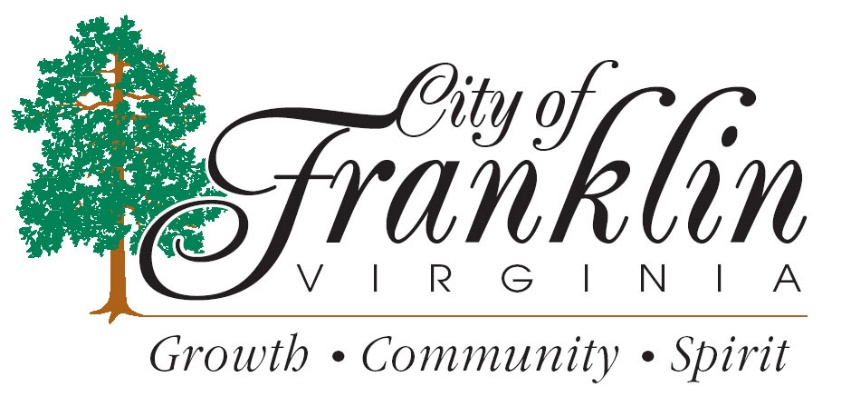 City of
Franklin
VIRGINIA
Growth • Community • Spirit